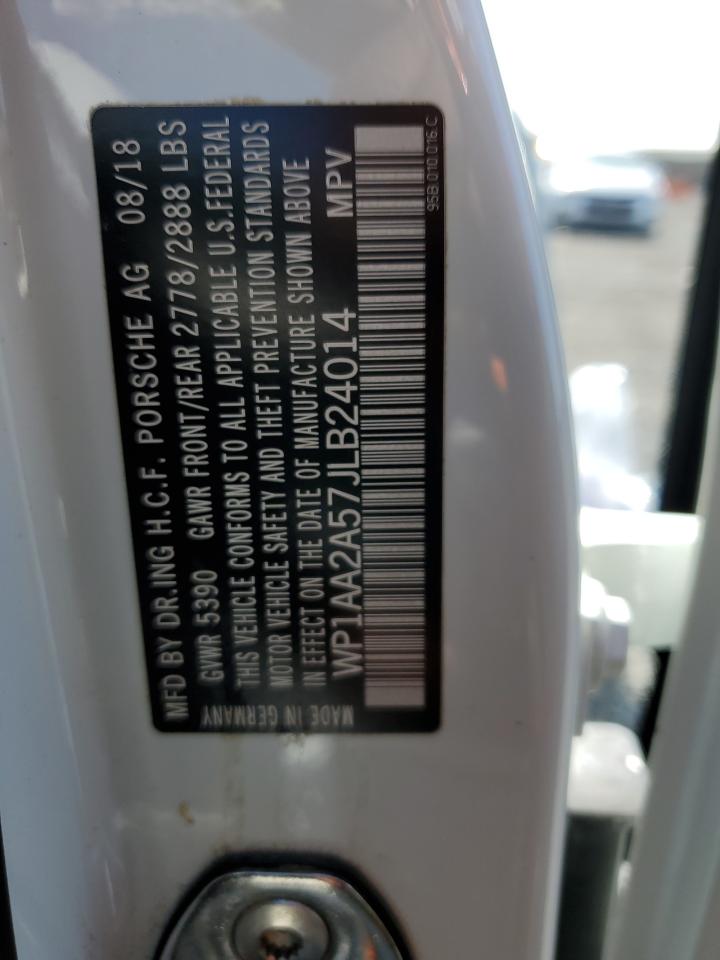 MFD BY DR.ING H.C.F. PORSCHE AG 08/18
GVWR 5390 GAWR FRONT/REAR 2778/2888 LBS
THIS VEHICLE CONFORMS TO ALL APPLICABLE U.S.FEDERAL
MOTOR VEHICLE SAFETY AND THEFT PREVENTION STANDARDS
IN EFFECT ON THE DATE OF MANUFACTURE SHOWN ABOVE
WP1AA2A57JLB24014 MPV
MADE IN GERMANY 95B.010.016.C